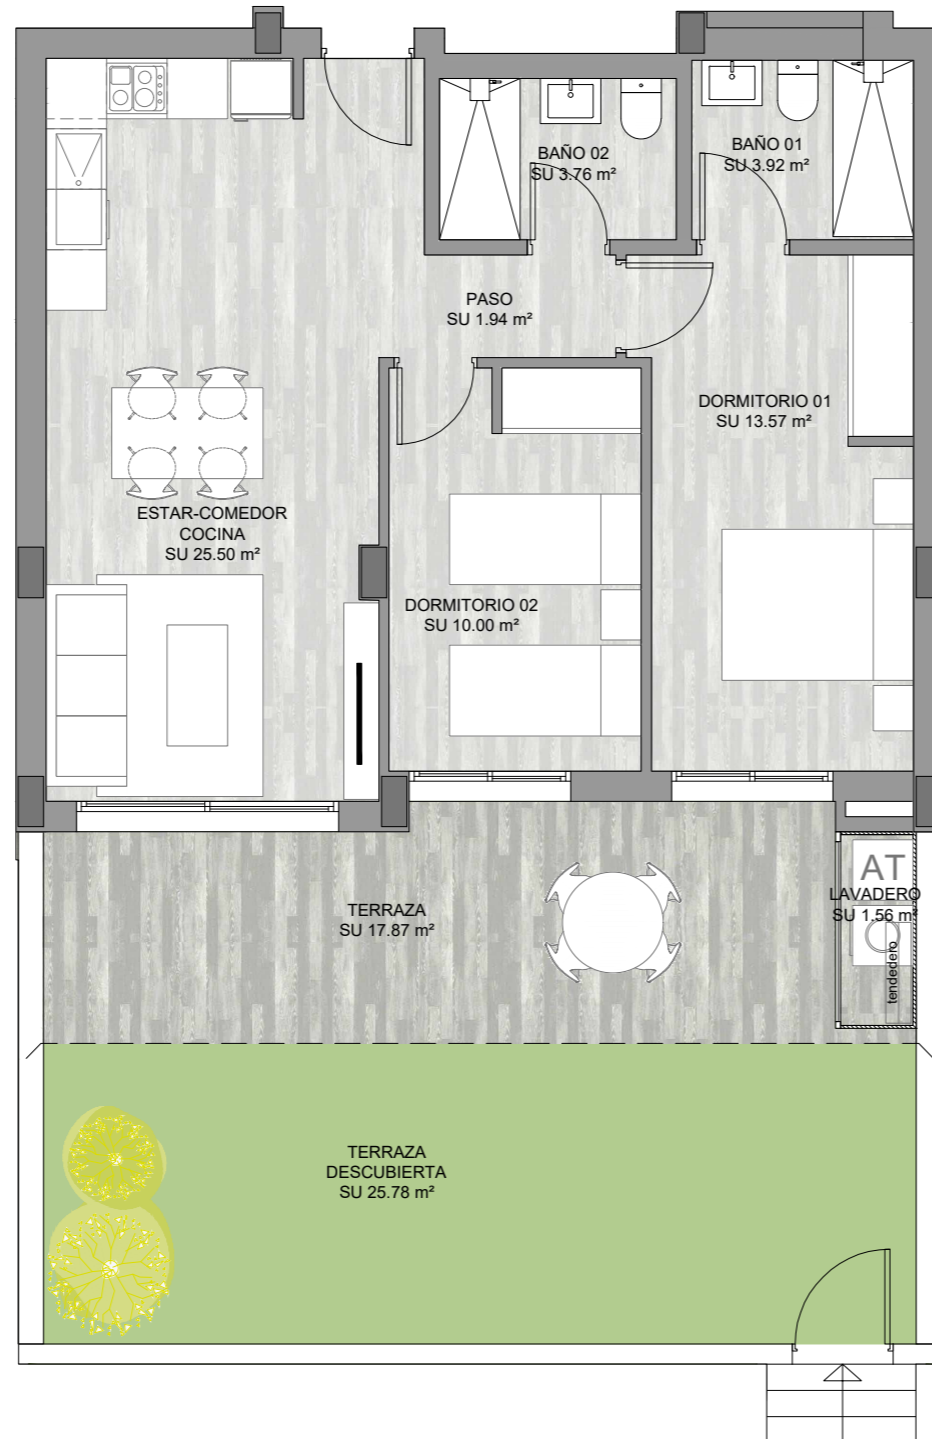 BAÑO 02
SU 3.76 m²
BAÑO 01
SU 3.92 m²
PASO
SU 1.94 m²
DORMITORIO 01
SU 13.57 m²
ESTAR-COMEDOR
COCINA
SU 25.50 m²
DORMITORIO 02
SU 10.00 m²
AT
LAVADERO
SU 1.56 m²
tendedero
TERRAZA
SU 17.87 m²
TERRAZA
DESCUBIERTA
SU 25.78 m²